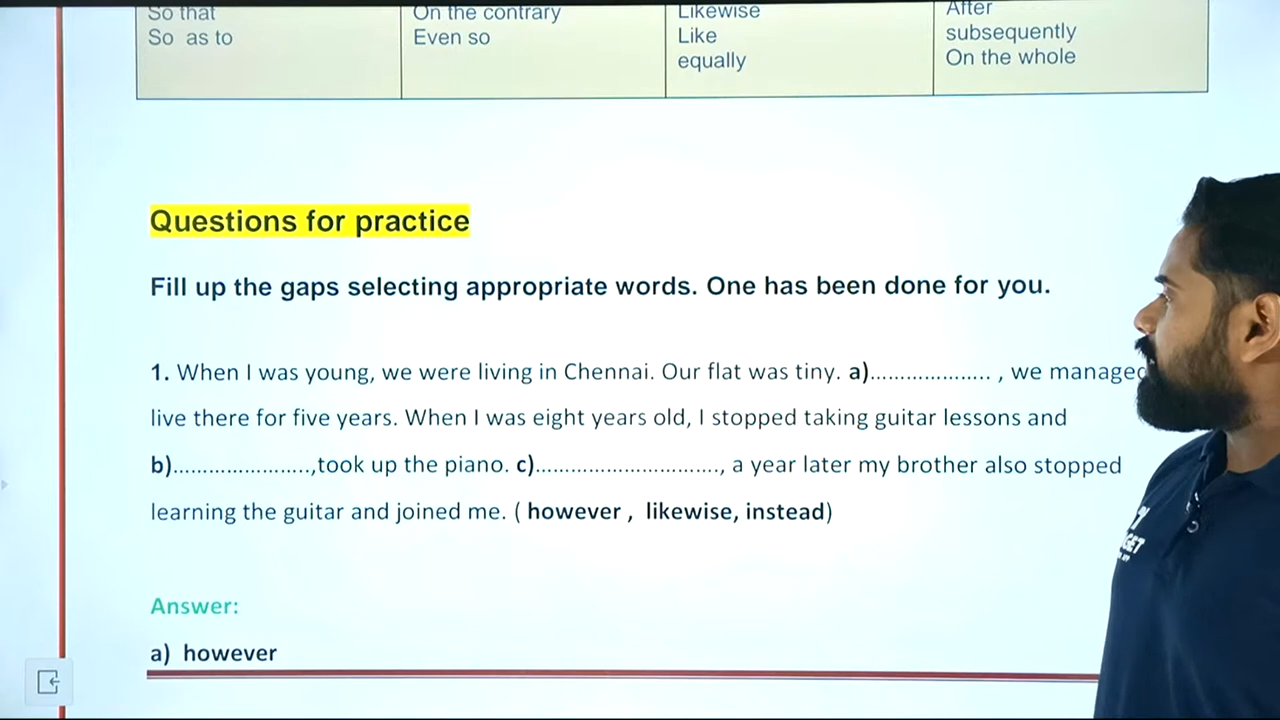 So that On the contrary Likewise After
So as to Even so Like subsequently
equally On the whole
Questions for practice
Fill up the gaps selecting appropriate words. One has been done for you.
1. When I was young, we were living in Chennai. Our flat was tiny. a).................... , we managed
live there for five years. When I was eight years old, I stopped taking guitar lessons and
b)........................,took up the piano. c)..............................., a year later my brother also stopped
learning the guitar and joined me. ( however , likewise, instead)
Answer:
a) however